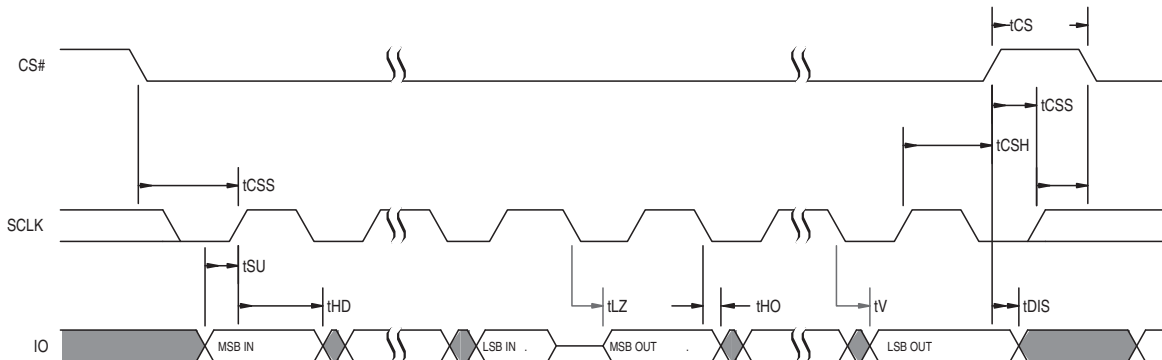 tCS
CS#
tCSS
tCSH
tCSS
SCLK
tSU
tHD
tLZ
tHO
tV
tDIS
IO
MSB IN
LSB IN .
MSB OUT .
LSB OUT